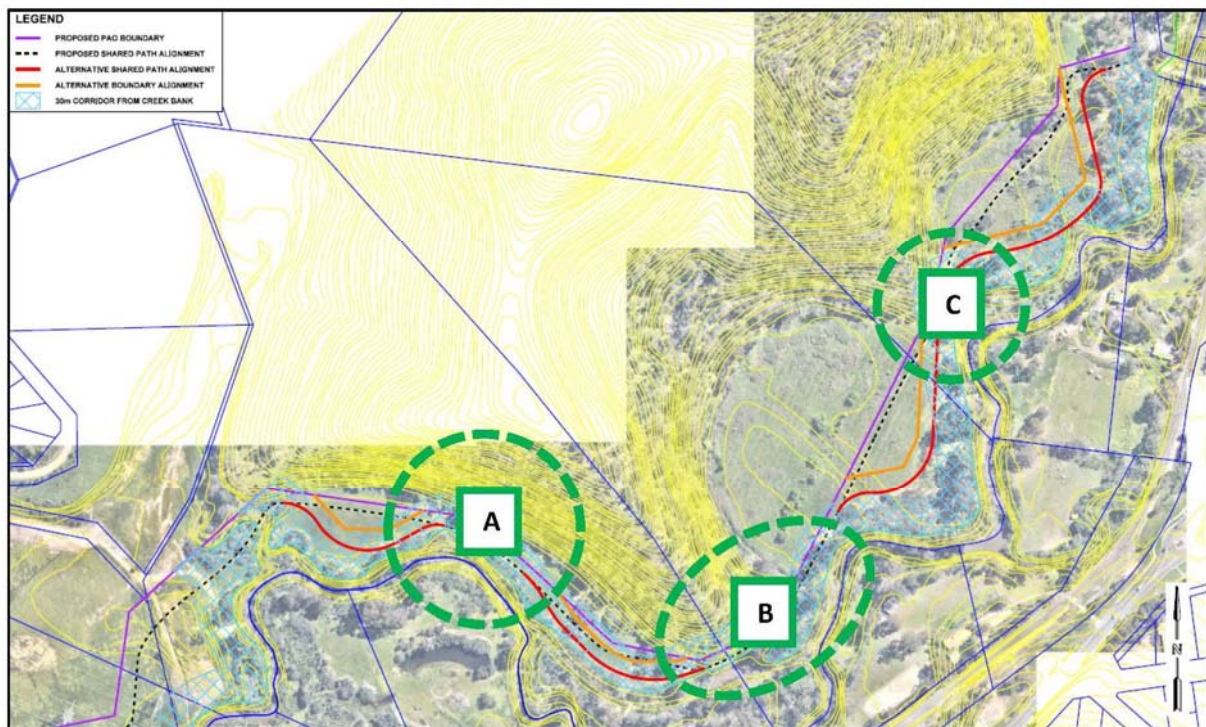 LEGEND
PROPOSED PAO BOUNDARY
PROPOSED SHARED PATH ALIGNMENT
ALTERNATIVE SHARED PATH ALIGNMENT
ALTERNATIVE BOUNDARY ALIGNMENT
30m CORRIDOR FROM CREEK BANK
C
A
B
N